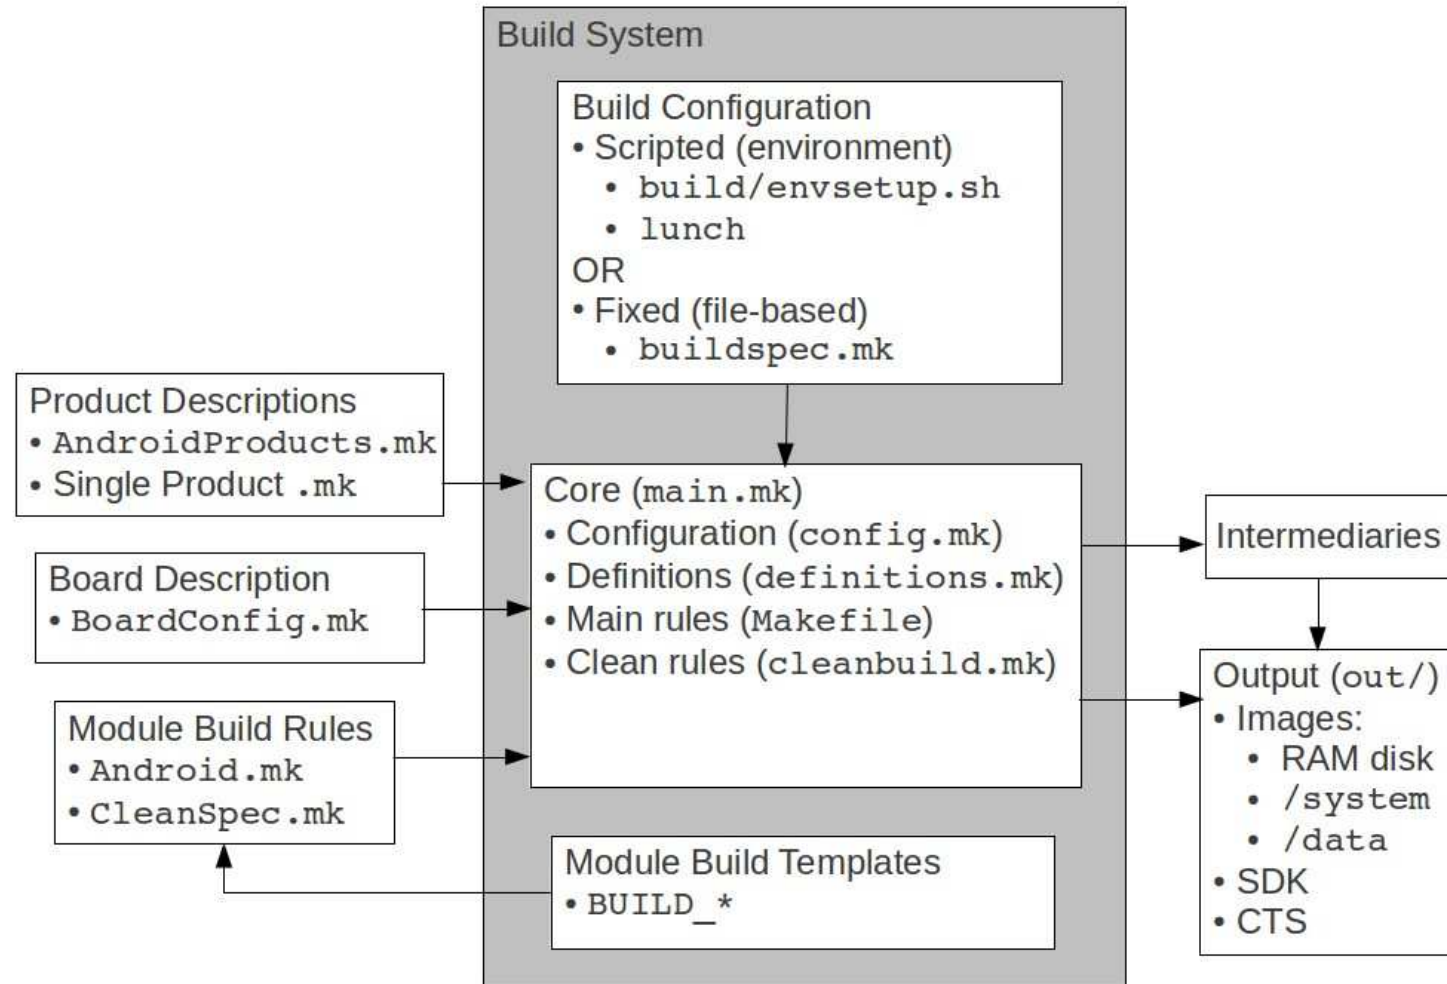 Build System
Build Configuration
• Scripted (environment)
• build/envsetup.sh
• lunch
OR
• Fixed (file-based)
• buildspec.mk
Product Descriptions
• AndroidProducts.mk
• Single Product .mk
Board Description
• BoardConfig.mk
Module Build Rules
• Android.mk
• CleanSpec.mk
Core (main.mk)
• Configuration (config.mk)
• Definitions (definitions.mk)
• Main rules (Makefile)
• Clean rules (cleanbuild.mk)
Module Build Templates
• BUILD_*
Intermediaries
Output (out/)
• Images:
• RAM disk
• /system
• /data
• SDK
• CTS